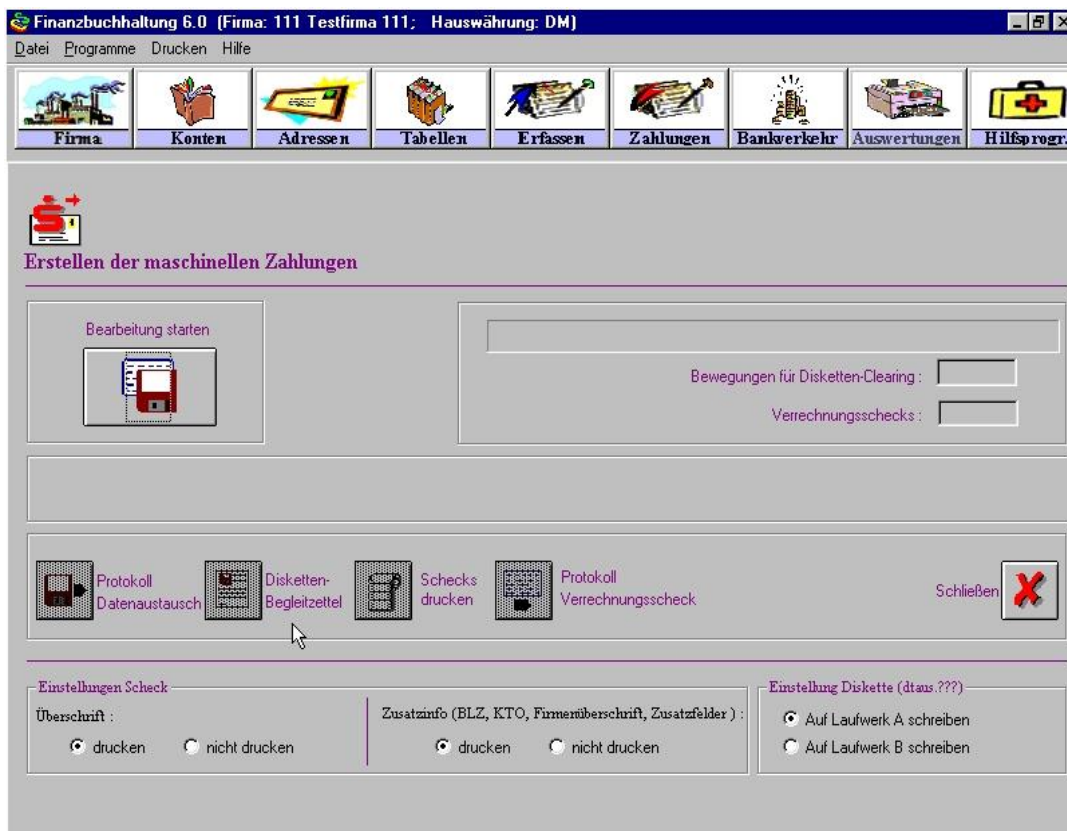 Finanzbuchhaltung 6.0 (Firma: 111 Testfirma 111; Hauswährung: DM)
Datei Programme Drucken Hilfe
Firma Konten Adressen Tabellen Erfassen Zahlungen Bankverkehr Auswertungen Hilfsprogr.
Erstellen der maschinellen Zahlungen
Bearbeitung starten
Bewegungen für Disketten-Clearing :
Verrechnungsschecks :
Protokoll
Datenaustausch
Disketten-
Begleitzettel
Schecks
drucken
Protokoll
Verrechnungsscheck
Schließen
Einstellungen Scheck
Überschrift :
drucken nicht drucken
Zusatzinfo (BLZ, KTO, Firmenüberschrift, Zusatzfelder ) :
drucken nicht drucken
Einstellung Diskette (dtaus.???)
Auf Laufwerk A schreiben
Auf Laufwerk B schreiben